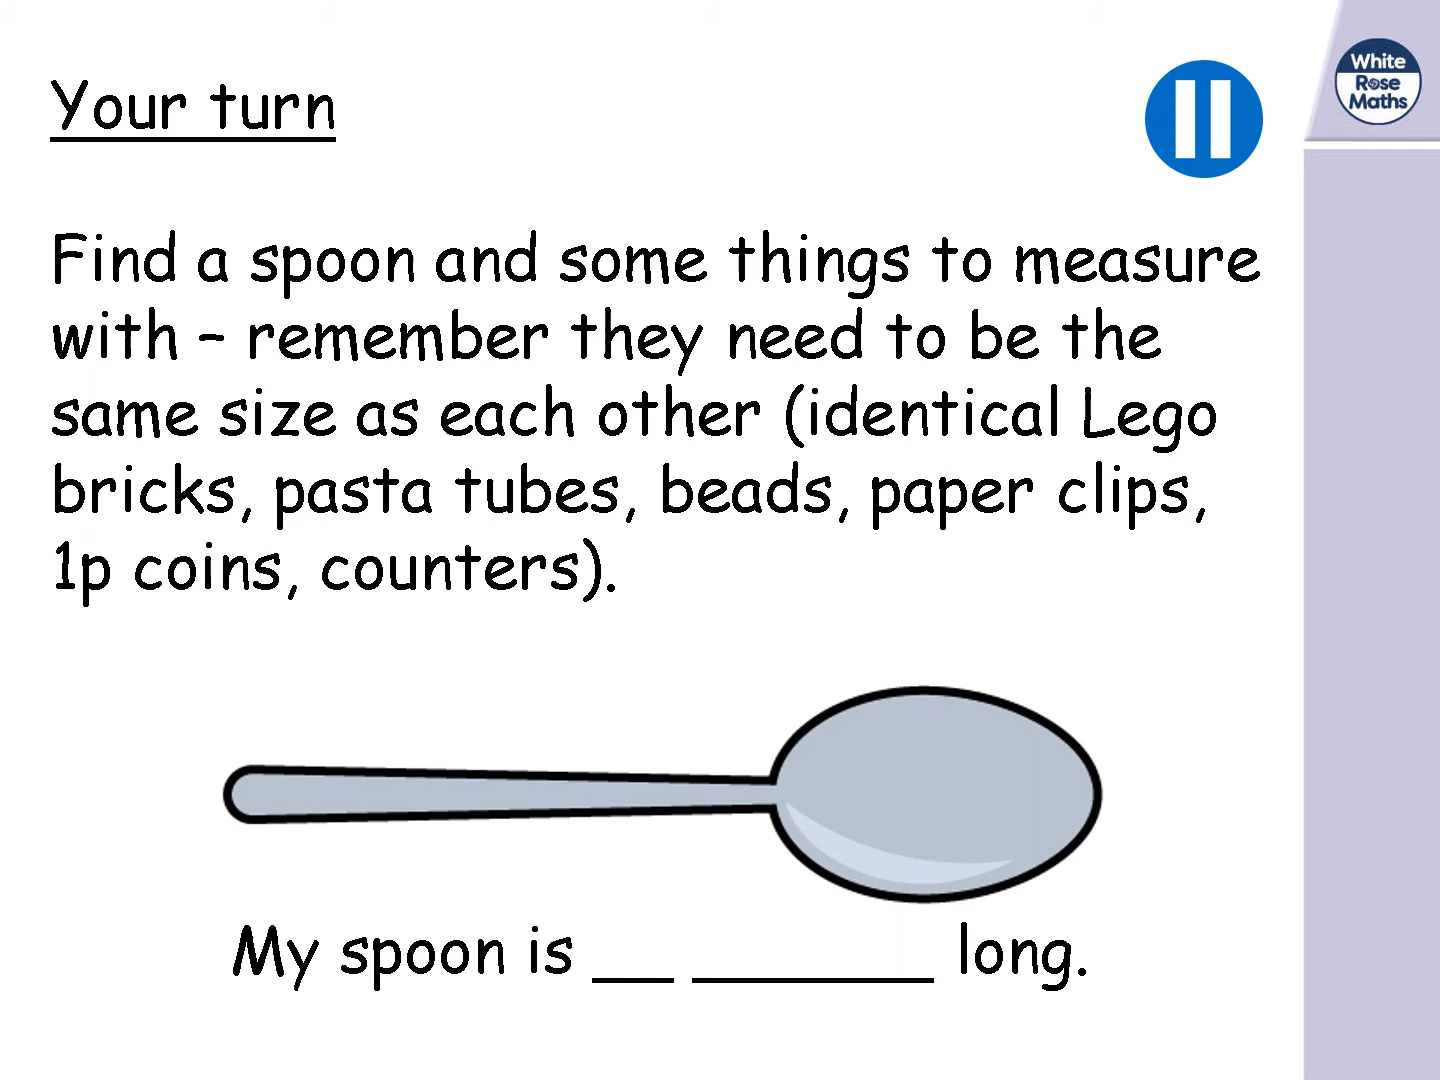 Your turn
White
Rose
Maths
Find a spoon and some things to measure
with – remember they need to be the
same size as each other (identical Lego
bricks, pasta tubes, beads, paper clips,
1p coins, counters).
My spoon is __ ______ long.